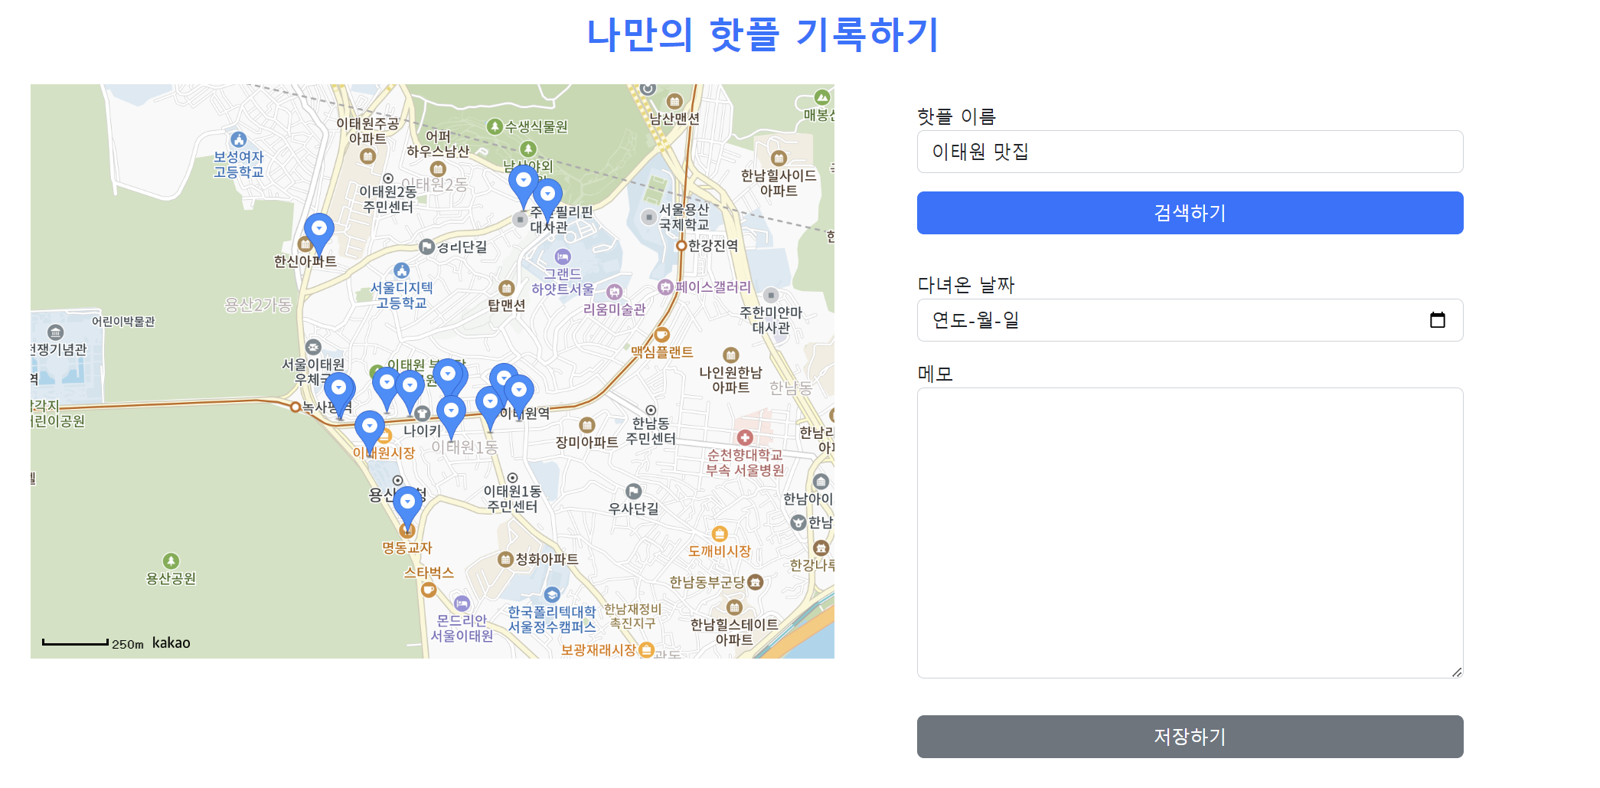 나만의 핫플 기록하기
남산맨션
매봉산
이태원주공
아파트
어퍼
하우스남산
수생식물원
보성여자
고등학교
남산야외
한남힐사이드
아파트
이태원2동
이태원2동
주민센터
필리핀
대사관
서울용산
국제학교
한강진역
한신아파트
경리단길
그랜드
하얏트서울
서울디지텍
고등학교
탑맨션
리움미술관
페이스갤러리
용산2가동
주한미얀마
대사관
어린이박물관
전쟁기념관
역
맥심플랜트
서울이태원
우체국
이태원 부
나인원한남
아파트
한남동
녹사평역
각지
어린이공원
이태원역
나이키
이태원1동
장미아파트
한남동
주민센터
이태원시장
순천향대학교
부속 서울병원
용산
청
이태원1동
주민센터
우사단길
한남아이
한남
명동교자
도깨비시장
스타벅스
청화아파트
한강나루
용산공원
한남동부군당
몬드리안
서울이태원
한국폴리텍대학
서울정수캠퍼스
한남재정비
촉진지구
한남힐스테이트
아파트
보광재래시장
250m kakao
핫플 이름
이태원 맛집
검색하기
다녀온 날짜
연도-월-일
메모
저장하기